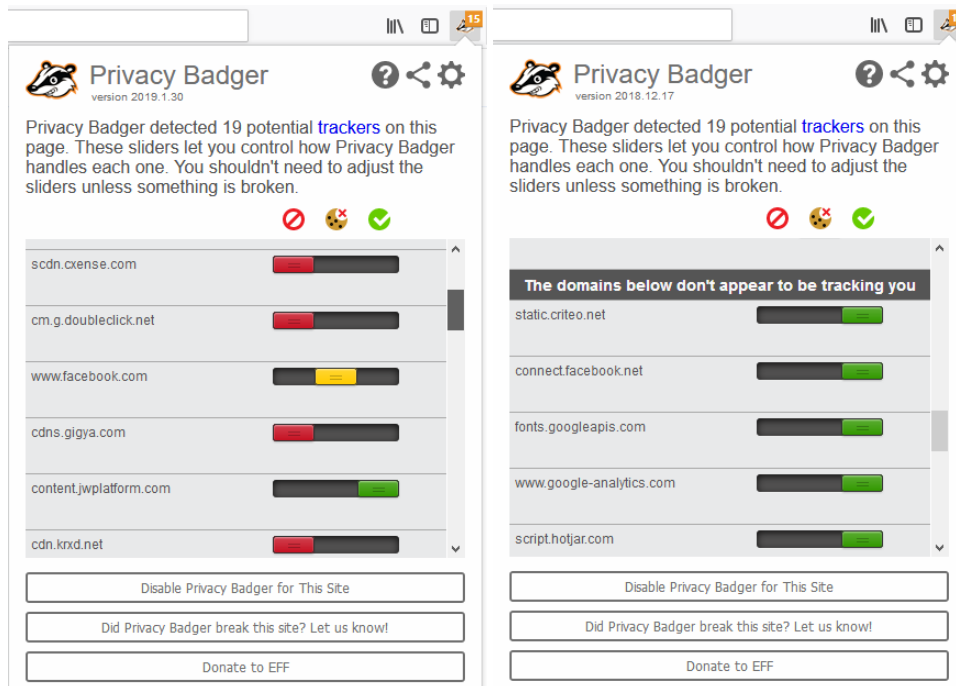 15
Privacy Badger
version 2019.1.30
Privacy Badger detected 19 potential trackers on this
page. These sliders let you control how Privacy Badger
handles each one. You shouldn't need to adjust the
sliders unless something is broken.
scdn.cxense.com
cm.g.doubleclick.net
www.facebook.com
cdns.gigya.com
content.jwplatform.com
cdn.krxd.net
Disable Privacy Badger for This Site
Did Privacy Badger break this site? Let us know!
Donate to EFF
Privacy Badger
version 2018.12.17
Privacy Badger detected 19 potential trackers on this
page. These sliders let you control how Privacy Badger
handles each one. You shouldn't need to adjust the
sliders unless something is broken.
The domains below don't appear to be tracking you
static.criteo.net
connect.facebook.net
fonts.googleapis.com
www.google-analytics.com
script.hotjar.com
Disable Privacy Badger for This Site
Did Privacy Badger break this site? Let us know!
Donate to EFF